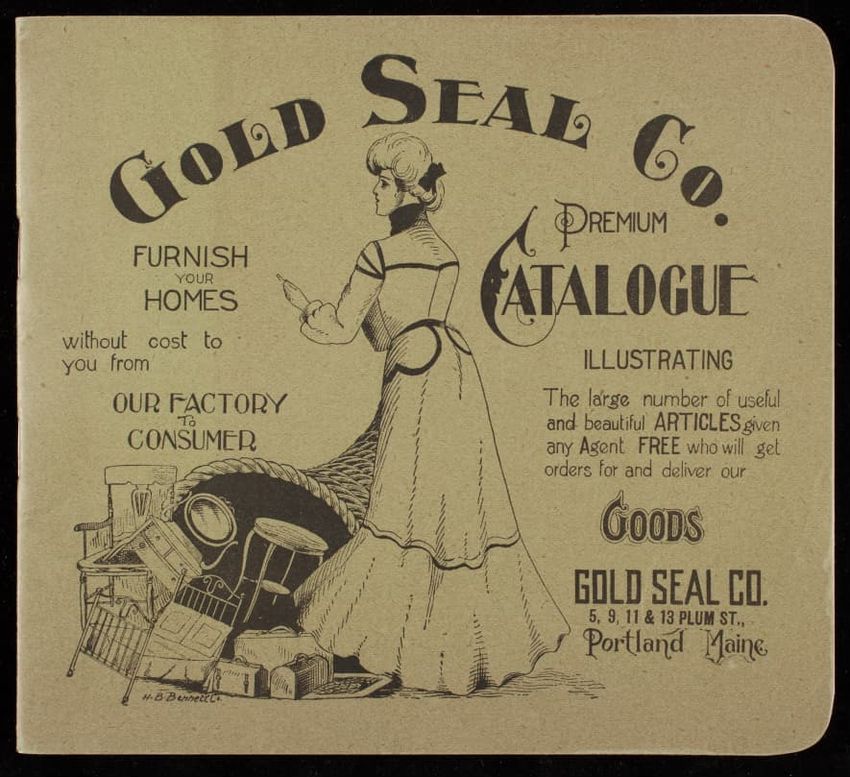 GOLD SEAL CO.
FURNISH
YOUR
HOMES
without cost to
you from
OUR FACTORY
To
CONSUMER
PREMIUM
CATALOGUE
ILLUSTRATING
The large number of useful
and beautiful ARTICLES given
any Agent FREE who will get
orders for and deliver our
GOODS
GOLD SEAL CO.
5, 9, 11 & 13 PLUM ST.,
Portland Maine
H.B. Bennett Co.